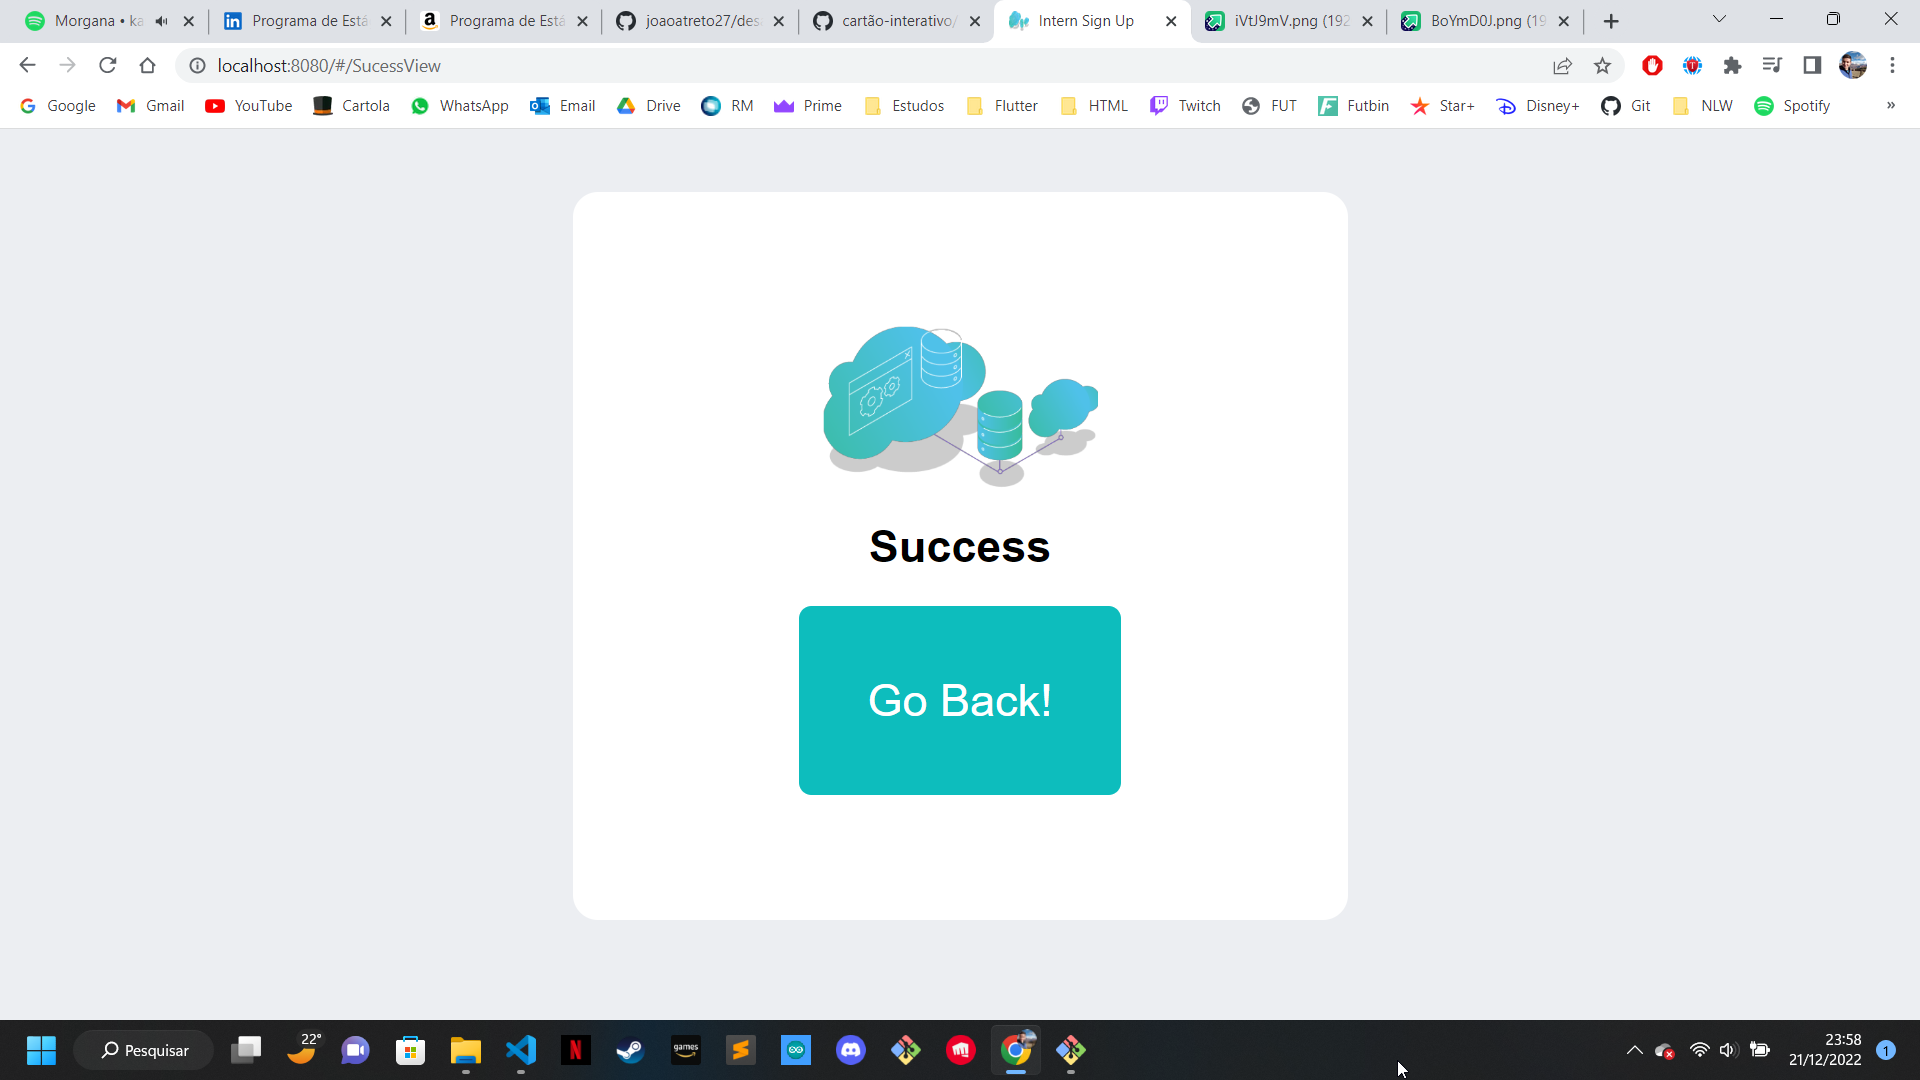 Morgana • ka
Programa de Está
Programa de Está
joaoatreto27/des
cartão-interativo/
Intern Sign Up
iVtJ9mV.png (192
BoYmD0J.png (19
localhost:8080/#/SucessView
Google
Gmail
YouTube
Cartola
WhatsApp
Email
Drive
RM
Prime
Estudos
Flutter
HTML
Twitch
FUT
Futbin
Star+
Disney+
Git
NLW
Spotify
»
Success
Go Back!
Pesquisar
22°
games
23:58
21/12/2022
1